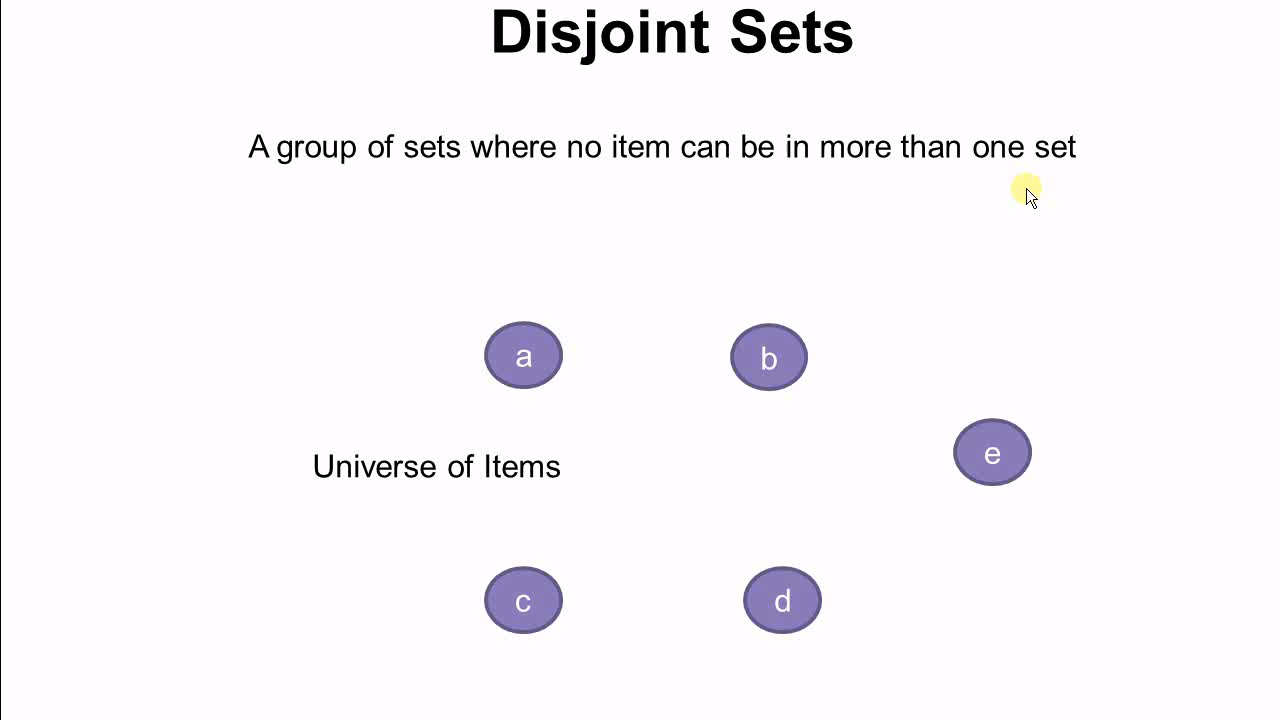 Disjoint Sets
A group of sets where no item can be in more than one set
a
b
e
Universe of Items
c
d